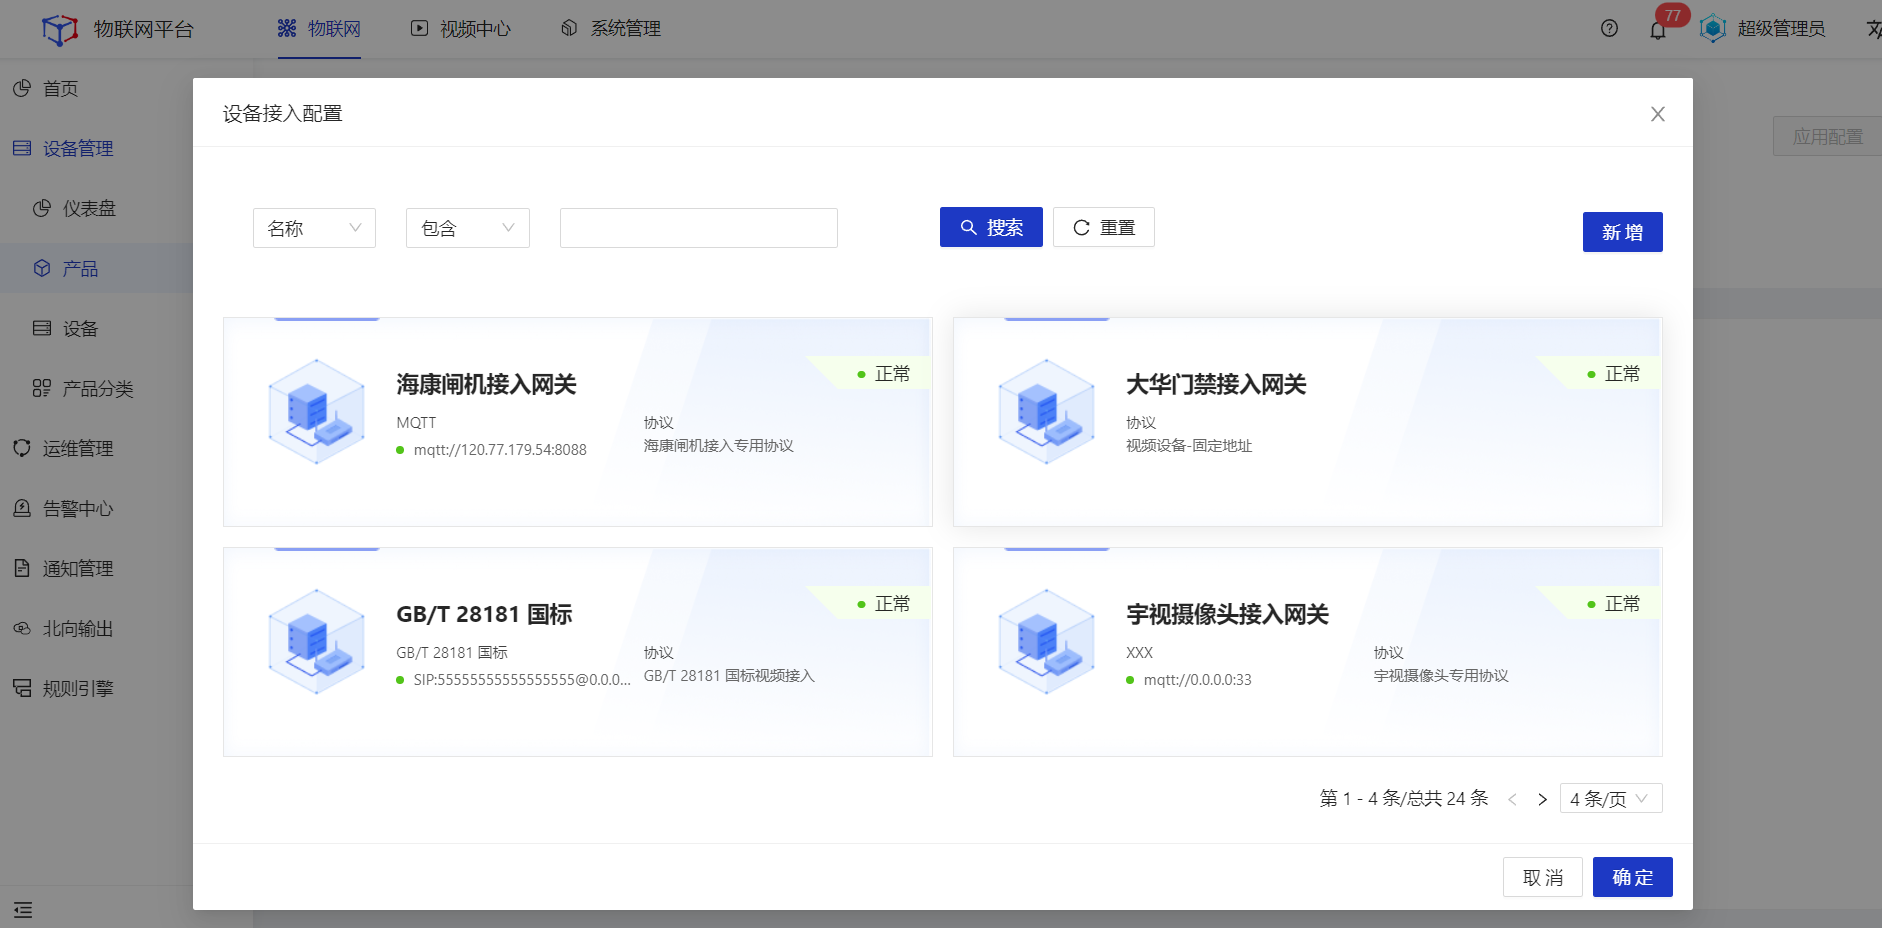 物联网平台
物联网
视频中心
系统管理
77
超级管理员
首页
设备管理
仪表盘
产品
设备
产品分类
运维管理
告警中心
通知管理
北向输出
规则引擎
应用配置
设备接入配置
名称
包含
搜索
重置
新增
海康闸机接入网关
正常
MQTT
协议
mqtt://120.77.179.54:8088
海康闸机接入专用协议
大华门禁接入网关
正常
协议
视频设备-固定地址
GB/T 28181 国标
正常
GB/T 28181 国标
协议
SIP:55555555555555555@0.0.0...
GB/T 28181 国标视频接入
宇视摄像头接入网关
正常
XXX
协议
mqtt://0.0.0.0:33
宇视摄像头专用协议
第 1 - 4 条/总共 24 条
4 条/页
取消
确定